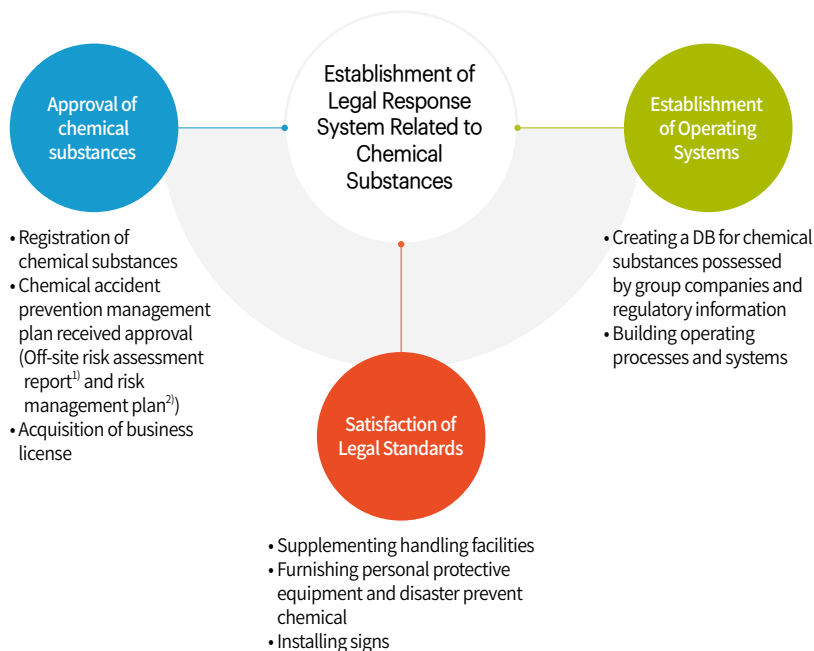 Approval of
chemical
substances
Establishment of
Legal Response
System Related to
Chemical
Substances
Establishment
of Operating
Systems
• Registration of
chemical substances
• Chemical accident
prevention management
plan received approval
(Off-site risk assessment
report1) and risk
management plan2))
• Acquisition of business
license
• Creating a DB for chemical
substances possessed
by group companies and
regulatory information
• Building operating
processes and systems
Satisfaction of
Legal Standards
• Supplementing handling facilities
• Furnishing personal protective
equipment and disaster prevent
chemical
• Installing signs